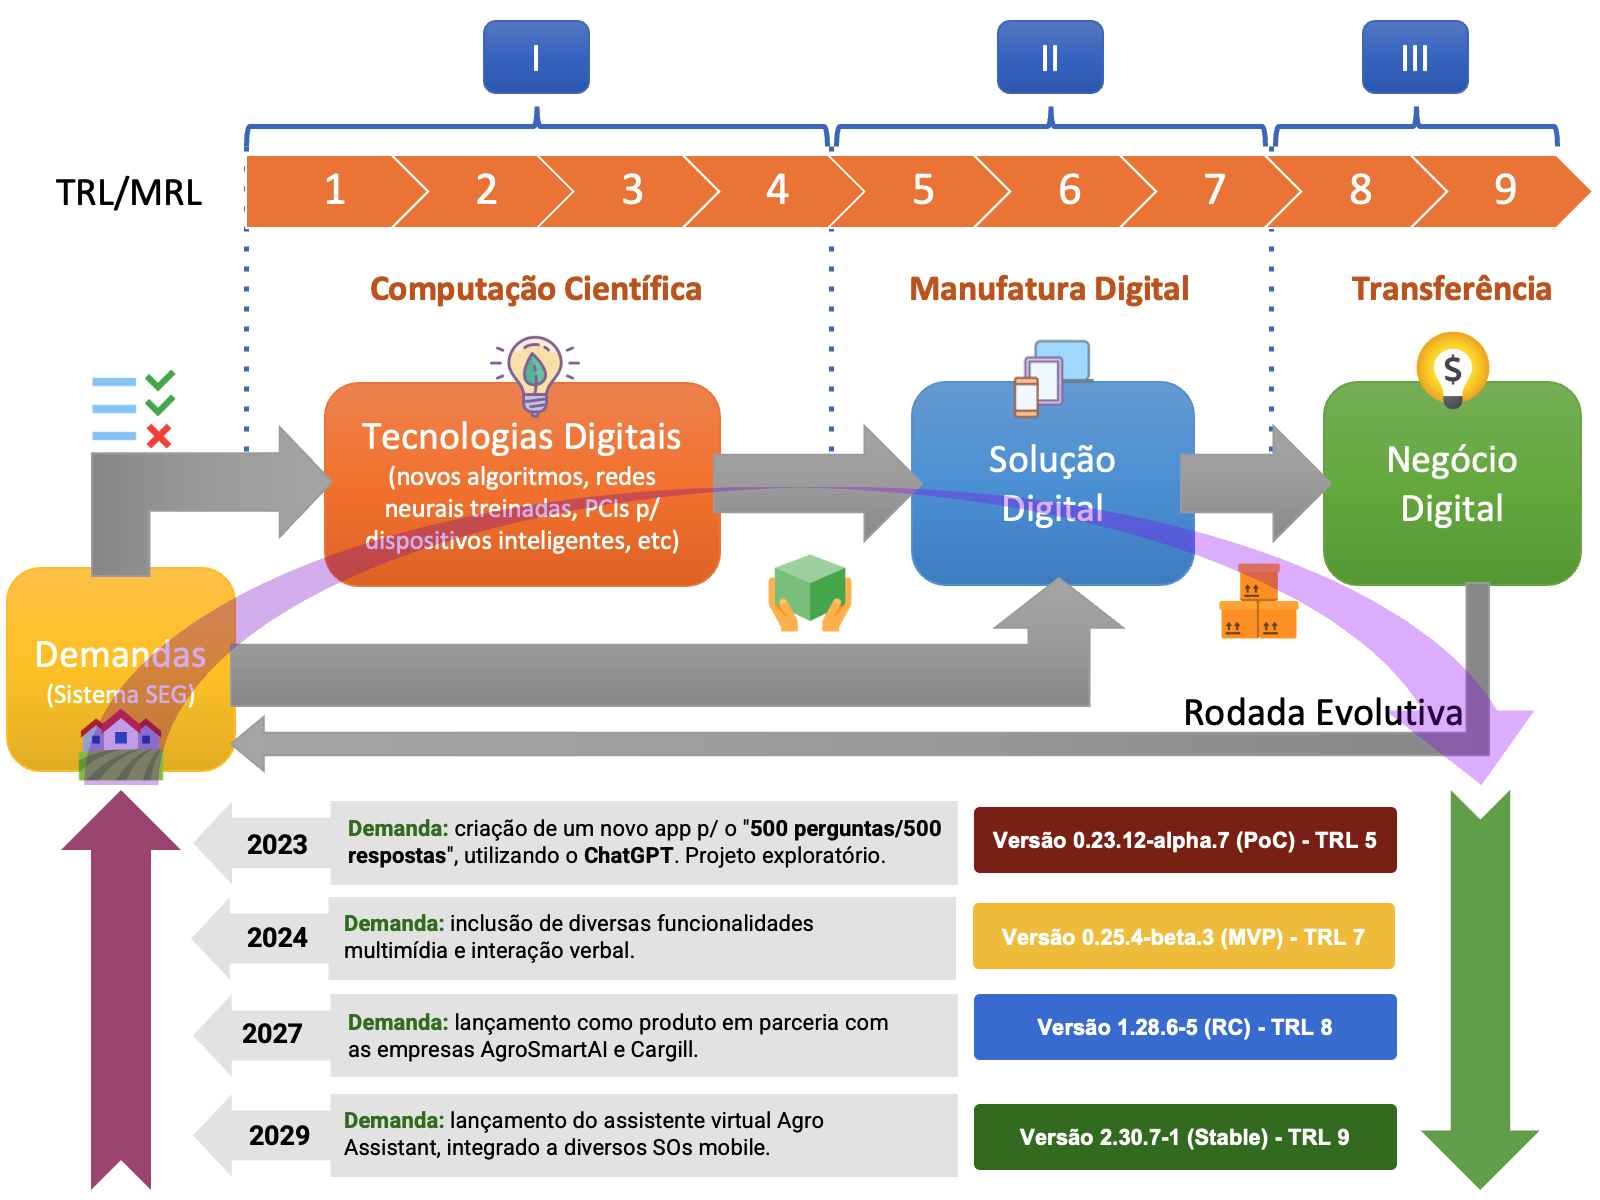 I
II
III
TRL/MRL
1
2
3
4
5
6
7
8
9
Computação Científica
Manufatura Digital
Transferência
Tecnologias Digitais
(novos algoritmos, redes
neurais treinadas, PCIs p/
dispositivos inteligentes, etc)
Solução
Digital
$
Negócio
Digital
Demandas
(Sistema SEG)
Rodada Evolutiva
2023
Demanda: criação de um novo app p/ o "500 perguntas/500
respostas", utilizando o ChatGPT. Projeto exploratório.
Versão 0.23.12-alpha.7 (PoC) - TRL 5
2024
Demanda: inclusão de diversas funcionalidades
multimídia e interação verbal.
Versão 0.25.4-beta.3 (MVP) - TRL 7
2027
Demanda: lançamento como produto em parceria com
as empresas AgroSmartAI e Cargill.
Versão 1.28.6-5 (RC) - TRL 8
2029
Demanda: lançamento do assistente virtual Agro
Assistant, integrado a diversos SOs mobile.
Versão 2.30.7-1 (Stable) - TRL 9